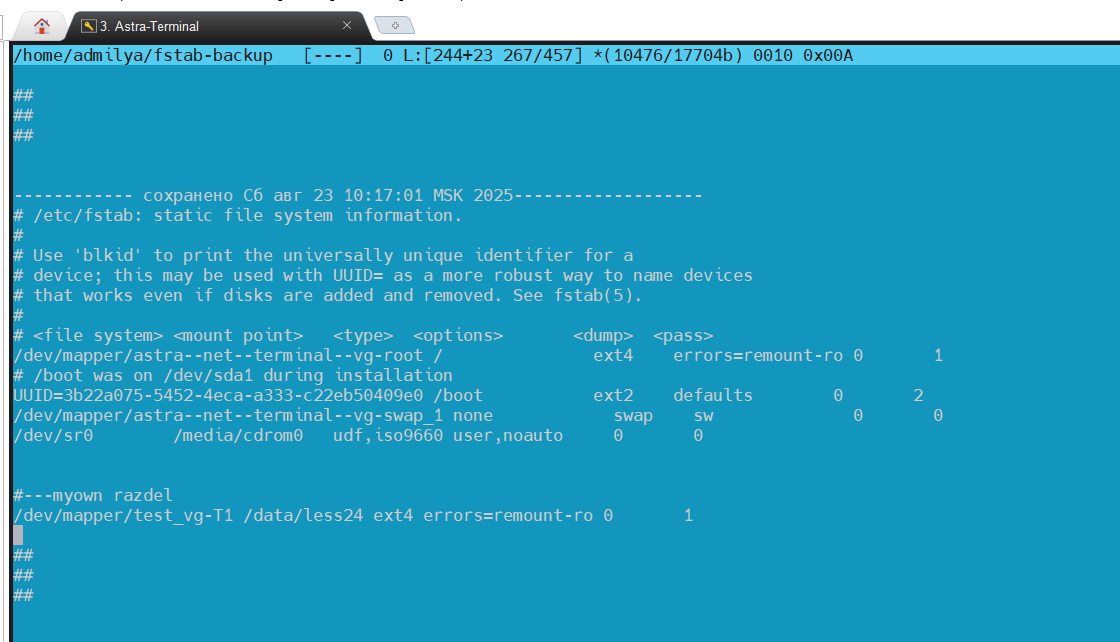 3. Astra-Terminal
/home/admilya/fstab-backup   [----]  0 L:[244+23 267/457] *(10476/17704b) 0010 0x00A
##
##
##
------------ сохранено Сб авг 23 10:17:01 MSK 2025-------------------
# /etc/fstab: static file system information.
#
# Use 'blkid' to print the universally unique identifier for a
# device; this may be used with UUID= as a more robust way to name devices
# that works even if disks are added and removed. See fstab(5).
#
# <file system> <mount point>   <type>  <options>       <dump>  <pass>
/dev/mapper/astra--net--terminal--vg-root /               ext4    errors=remount-ro 0       1
# /boot was on /dev/sda1 during installation
UUID=3b22a075-5452-4eca-a333-c22eb50409e0 /boot           ext2    defaults        0       2
/dev/mapper/astra--net--terminal--vg-swap_1 none            swap    sw              0       0
/dev/sr0        /media/cdrom0   udf,iso9660 user,noauto     0       0
#---myown razdel
/dev/mapper/test_vg-T1 /data/less24 ext4 errors=remount-ro 0       1
##
##
##